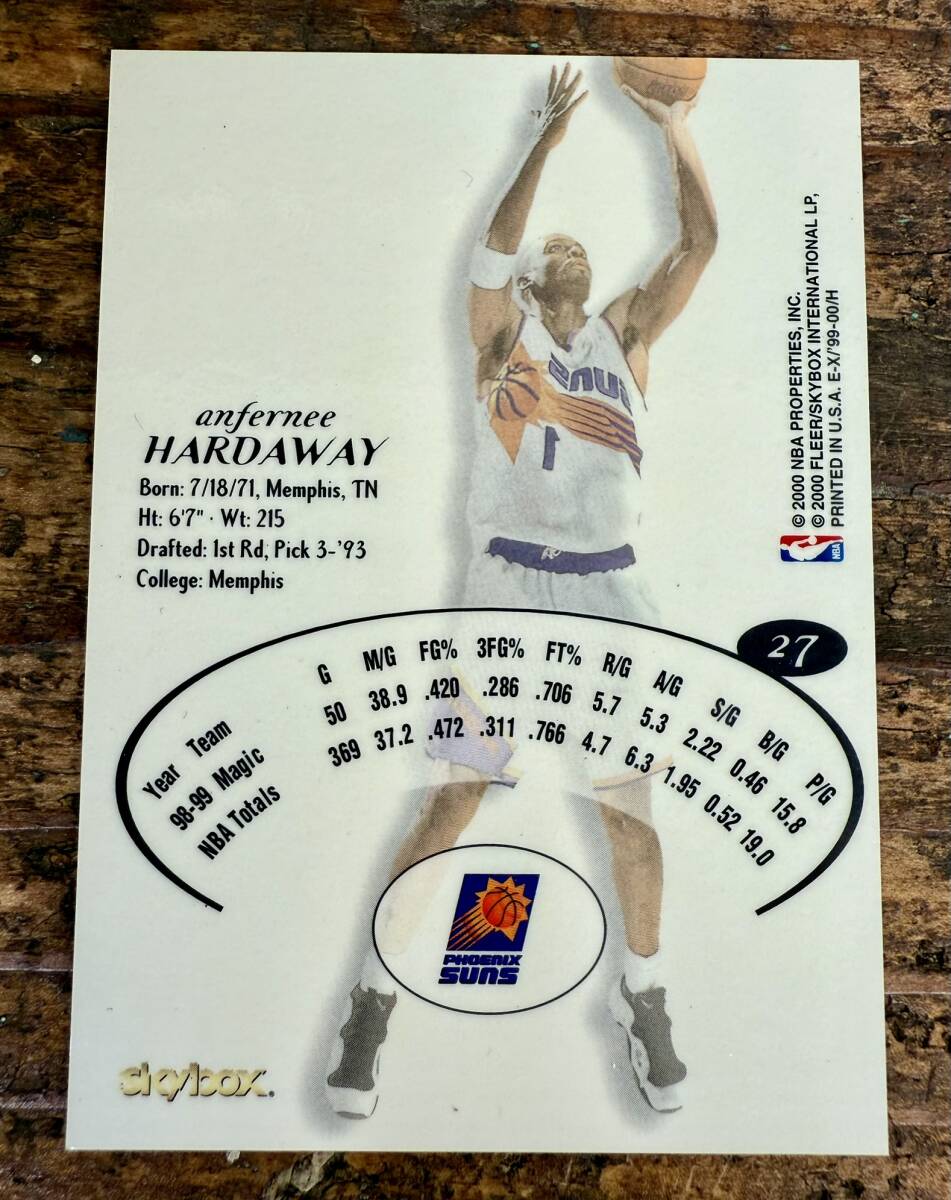 anfernee
HARDAWAY
Born: 7/18/71, Memphis, TN
Ht: 6'7" · Wt: 215
Drafted: 1st Rd, Pick 3-'93
College: Memphis
© 2000 NBA PROPERTIES, INC.
© 2000 FLEER/SKYBOX INTERNATIONAL LP,
PRINTED IN U.S.A. E-X/'99-00/H
NBA
SUNS
1
27
Year Team G M/G FG% 3FG% FT% R/G A/G S/G B/G P/G
98-99 Magic 50 38.9 .420 .286 .706 5.7 5.3 2.22 0.46 15.8
NBA Totals 369 37.2 .472 .311 .766 4.7 6.3 1.95 0.52 19.0
PHOENIX
SUNS
skybox.